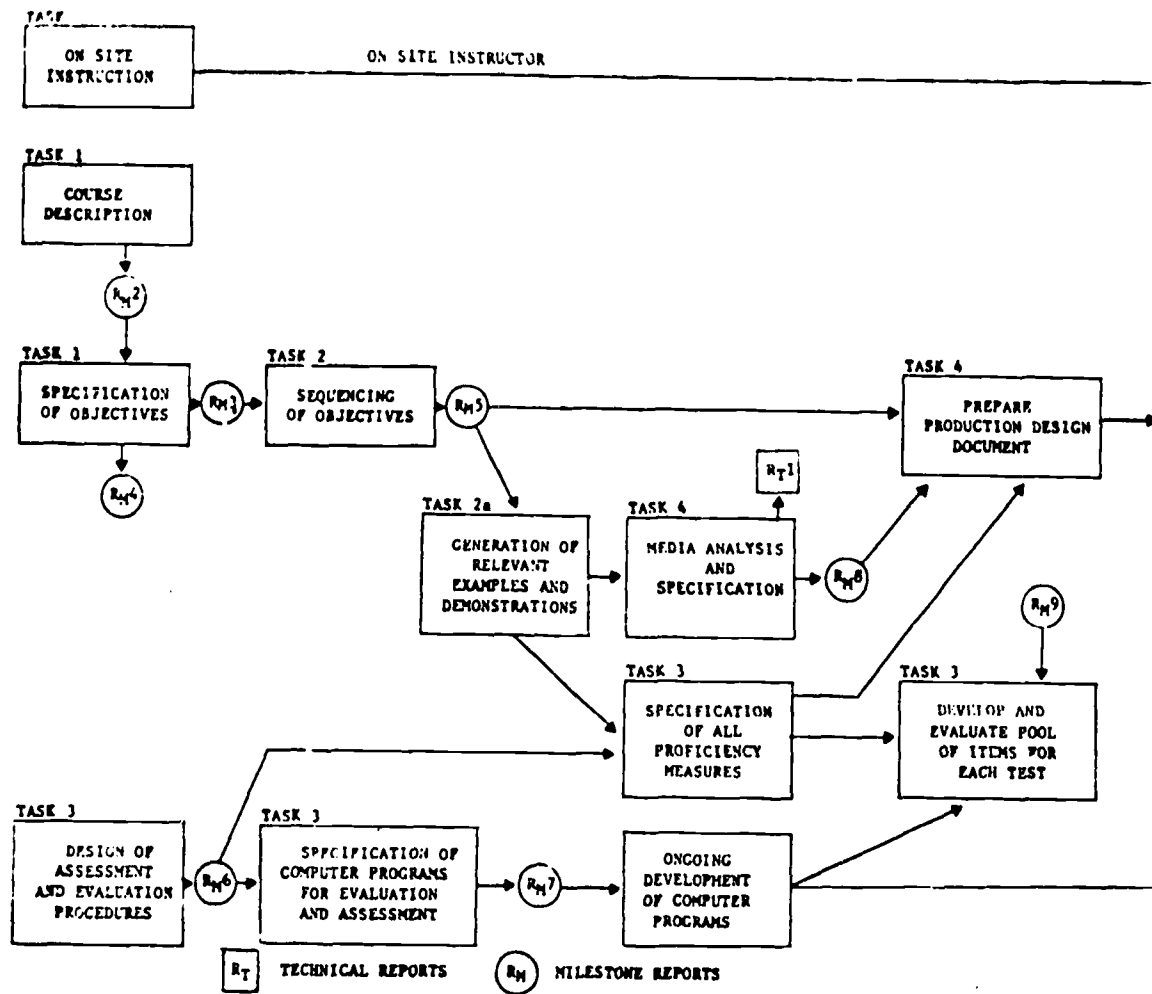 TASK
ON SITE
INSTRUCTION
ON SITE INSTRUCTOR
TASK 1
COURSE
DESCRIPTION
RM2
TASK 1
SPECIFICATION
OF OBJECTIVES
RM3
TASK 2
SEQUENCING
OF OBJECTIVES
RM5
TASK 4
PREPARE
PRODUCTION DESIGN
DOCUMENT
RM4
RT1
TASK 2a
GENERATION OF
RELEVANT
EXAMPLES AND
DEMONSTRATIONS
TASK 4
MEDIA ANALYSIS
AND
SPECIFICATION
RM8
RM9
TASK 3
SPECIFICATION
OF ALL
PROFICIENCY
MEASURES
TASK 3
DEVELOP AND
EVALUATE POOL
OF ITEMS FOR
EACH TEST
TASK 3
DESIGN OF
ASSESSMENT
AND EVALUATION
PROCEDURES
RM6
TASK 3
SPECIFICATION OF
COMPUTER PROGRAMS
FOR EVALUATION
AND ASSESSMENT
RM7
ONGOING
DEVELOPMENT
OF COMPUTER
PROGRAMS
RT TECHNICAL REPORTS
RM MILESTONE REPORTS